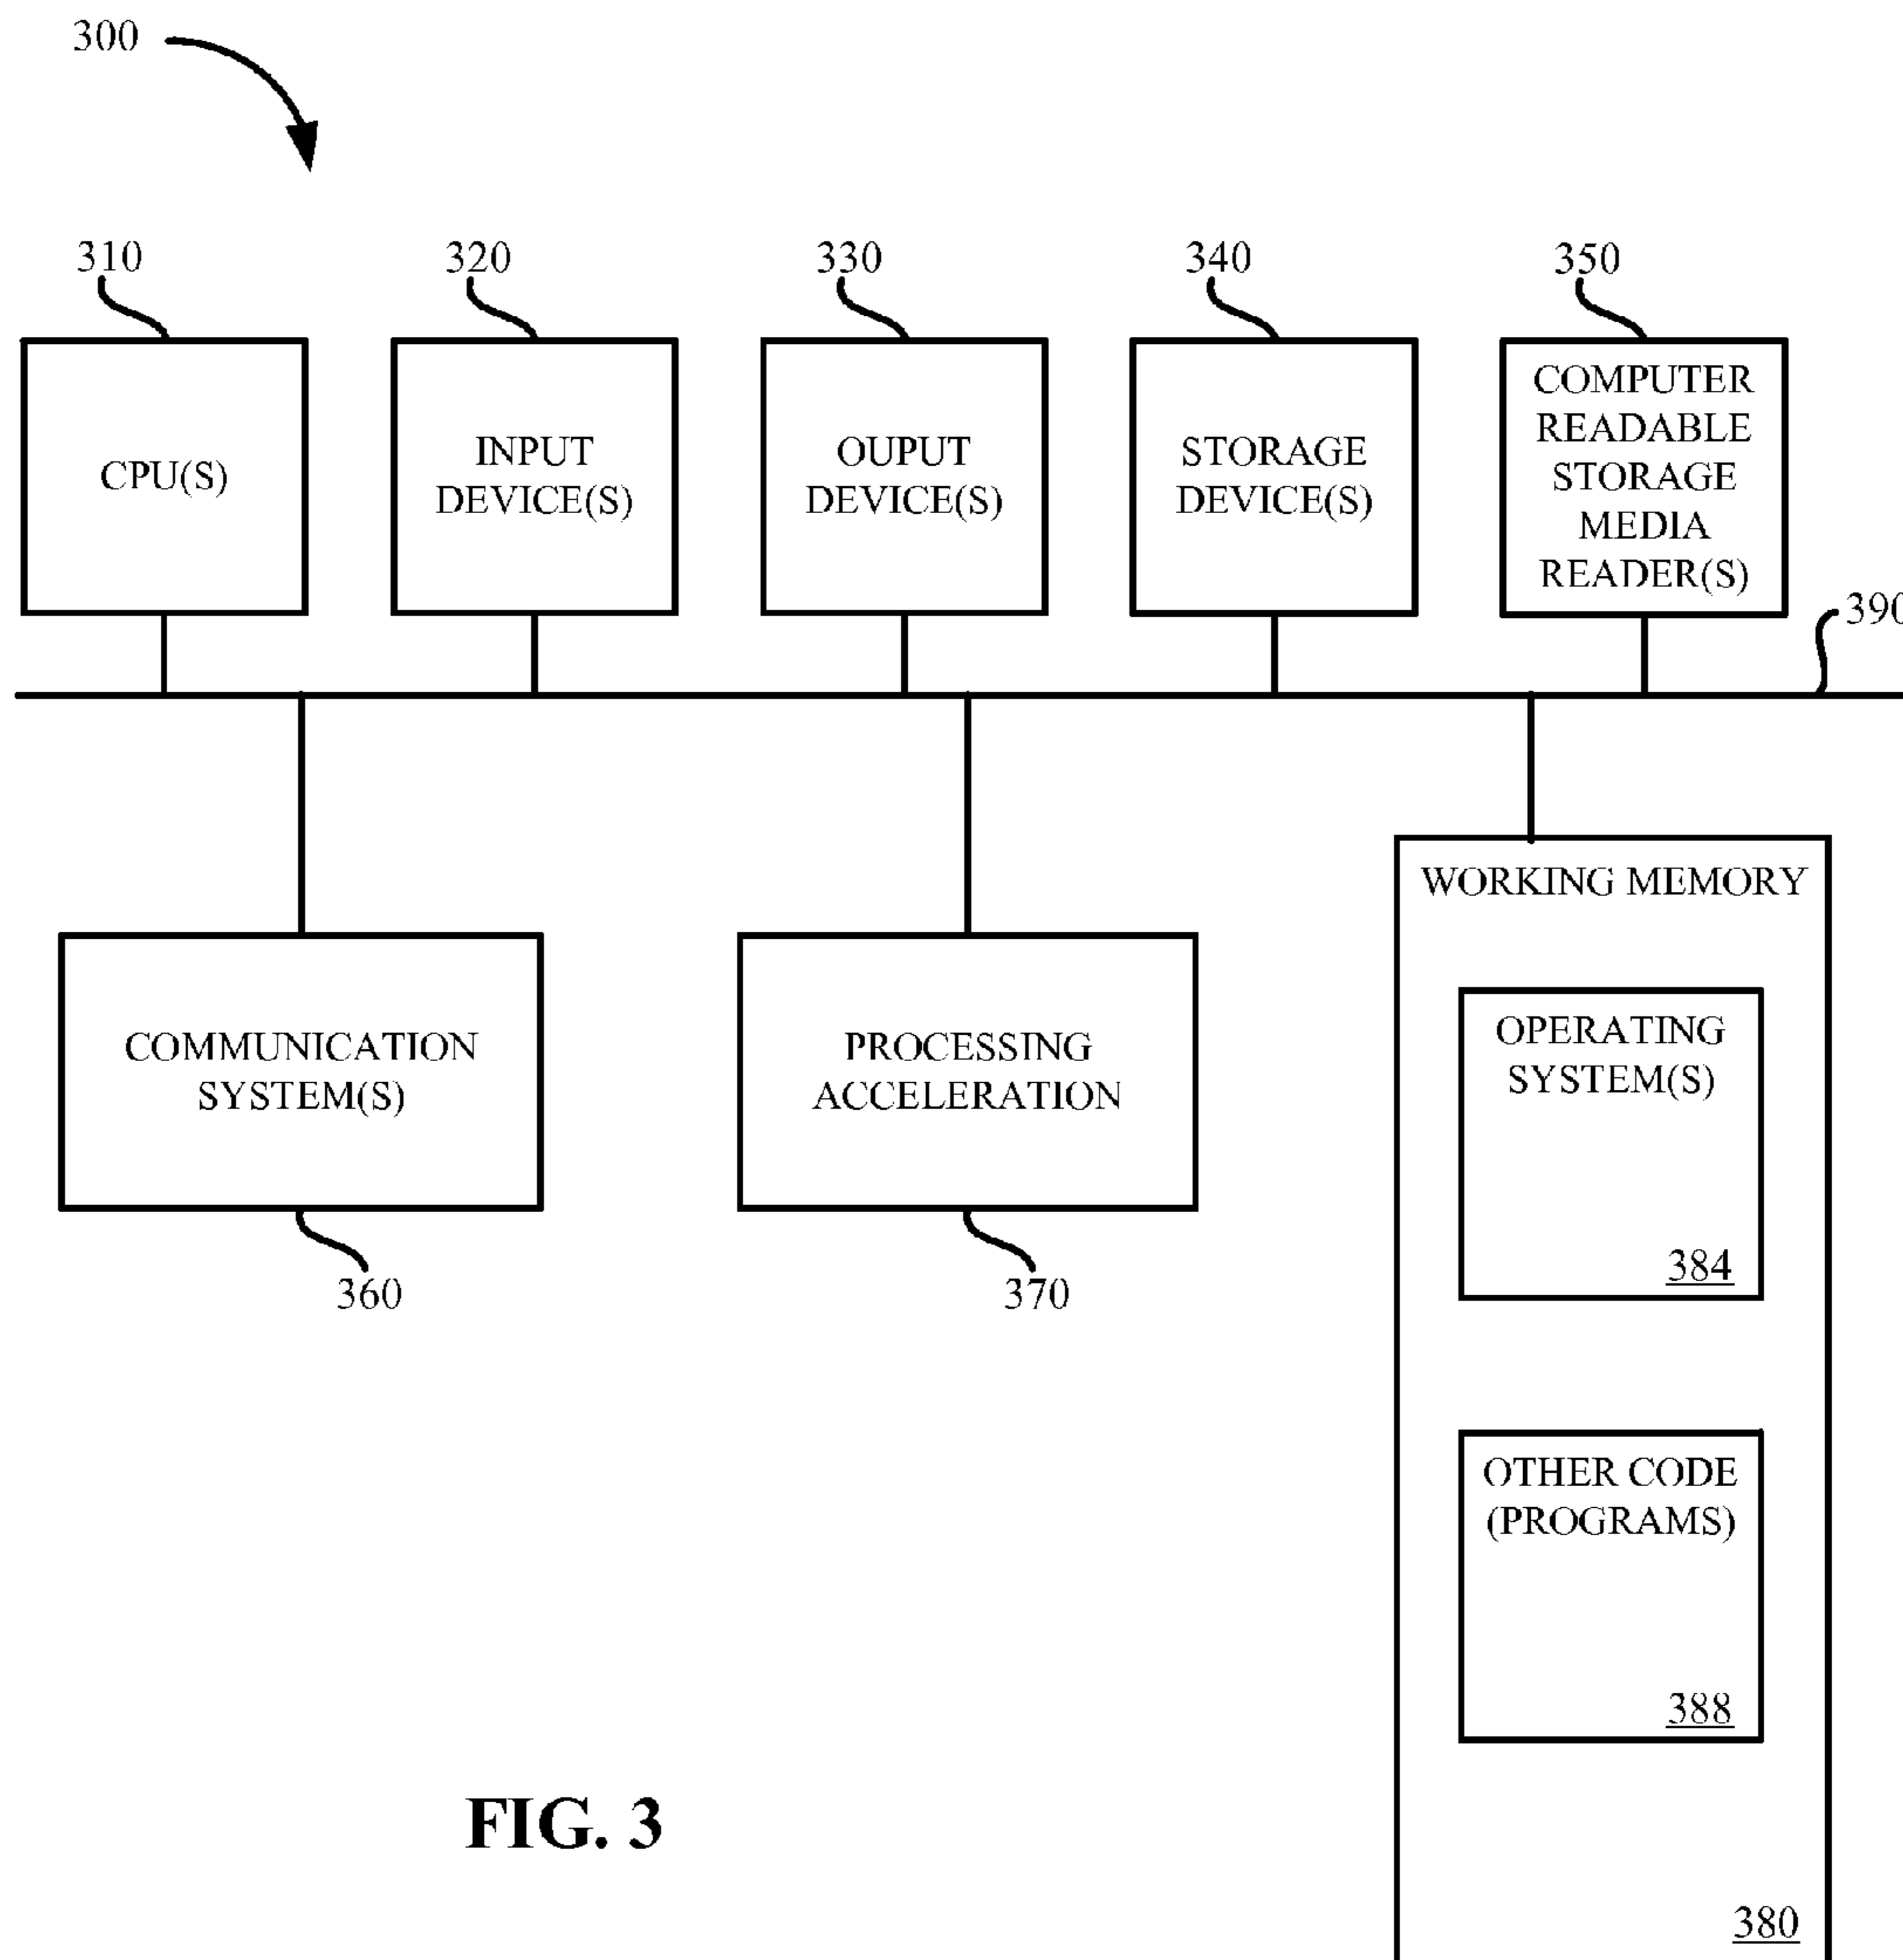 300
310
320
330
340
350
CPU(S)
INPUT
DEVICE(S)
OUPUT
DEVICE(S)
STORAGE
DEVICE(S)
COMPUTER
READABLE
STORAGE
MEDIA
READER(S)
390
WORKING MEMORY
COMMUNICATION
SYSTEM(S)
360
PROCESSING
ACCELERATION
370
OPERATING
SYSTEM(S)
384
OTHER CODE
(PROGRAMS)
388
FIG. 3
380